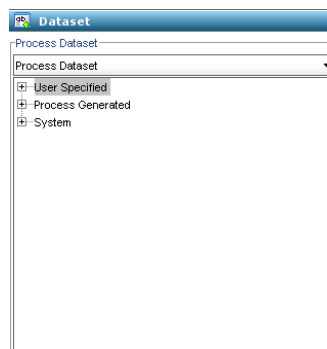 Dataset
Process Dataset
Process Dataset
User Specified
Process Generated
System